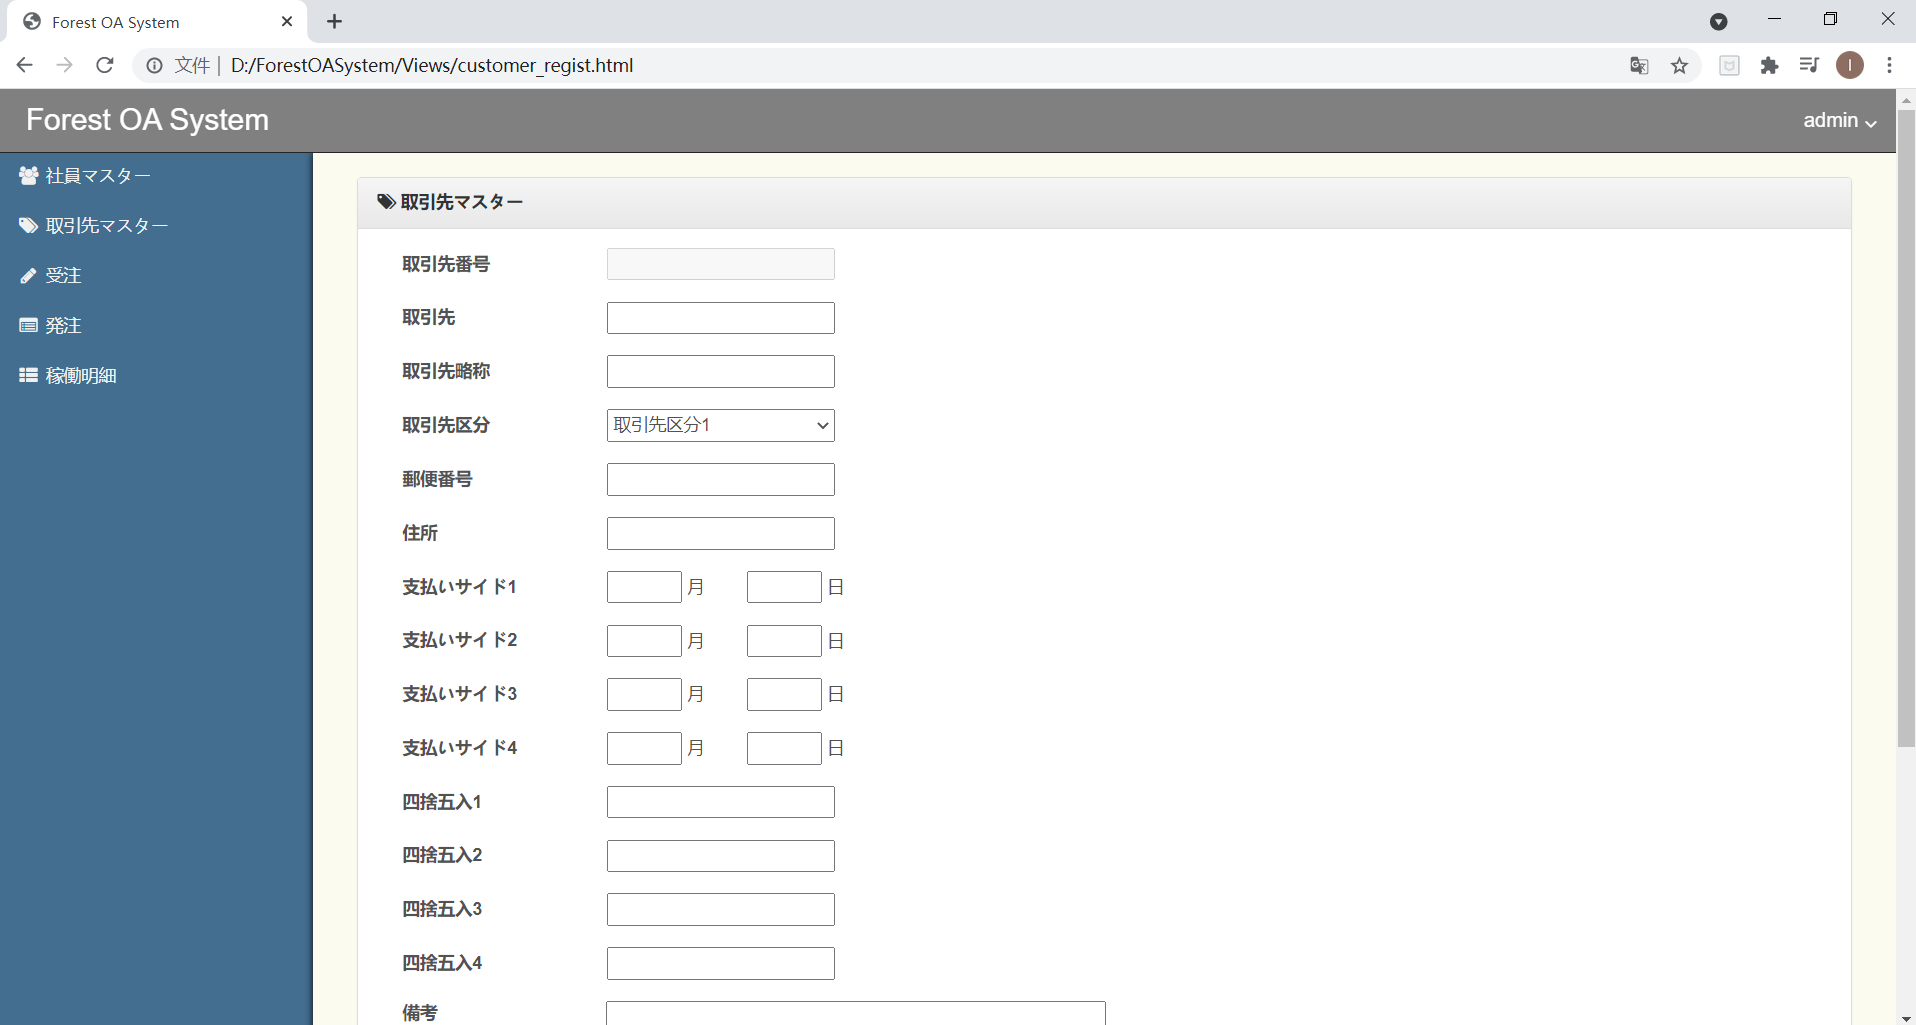 Forest OA System
文件 | D:/ForestOASystem/Views/customer_regist.html
I
Forest OA System
admin
社員マスター
取引先マスター
受注
発注
稼働明細
取引先マスター
取引先番号
取引先
取引先略称
取引先区分 取引先区分1
郵便番号
住所
支払いサイド1 月 日
支払いサイド2 月 日
支払いサイド3 月 日
支払いサイド4 月 日
四捨五入1
四捨五入2
四捨五入3
四捨五入4
備考